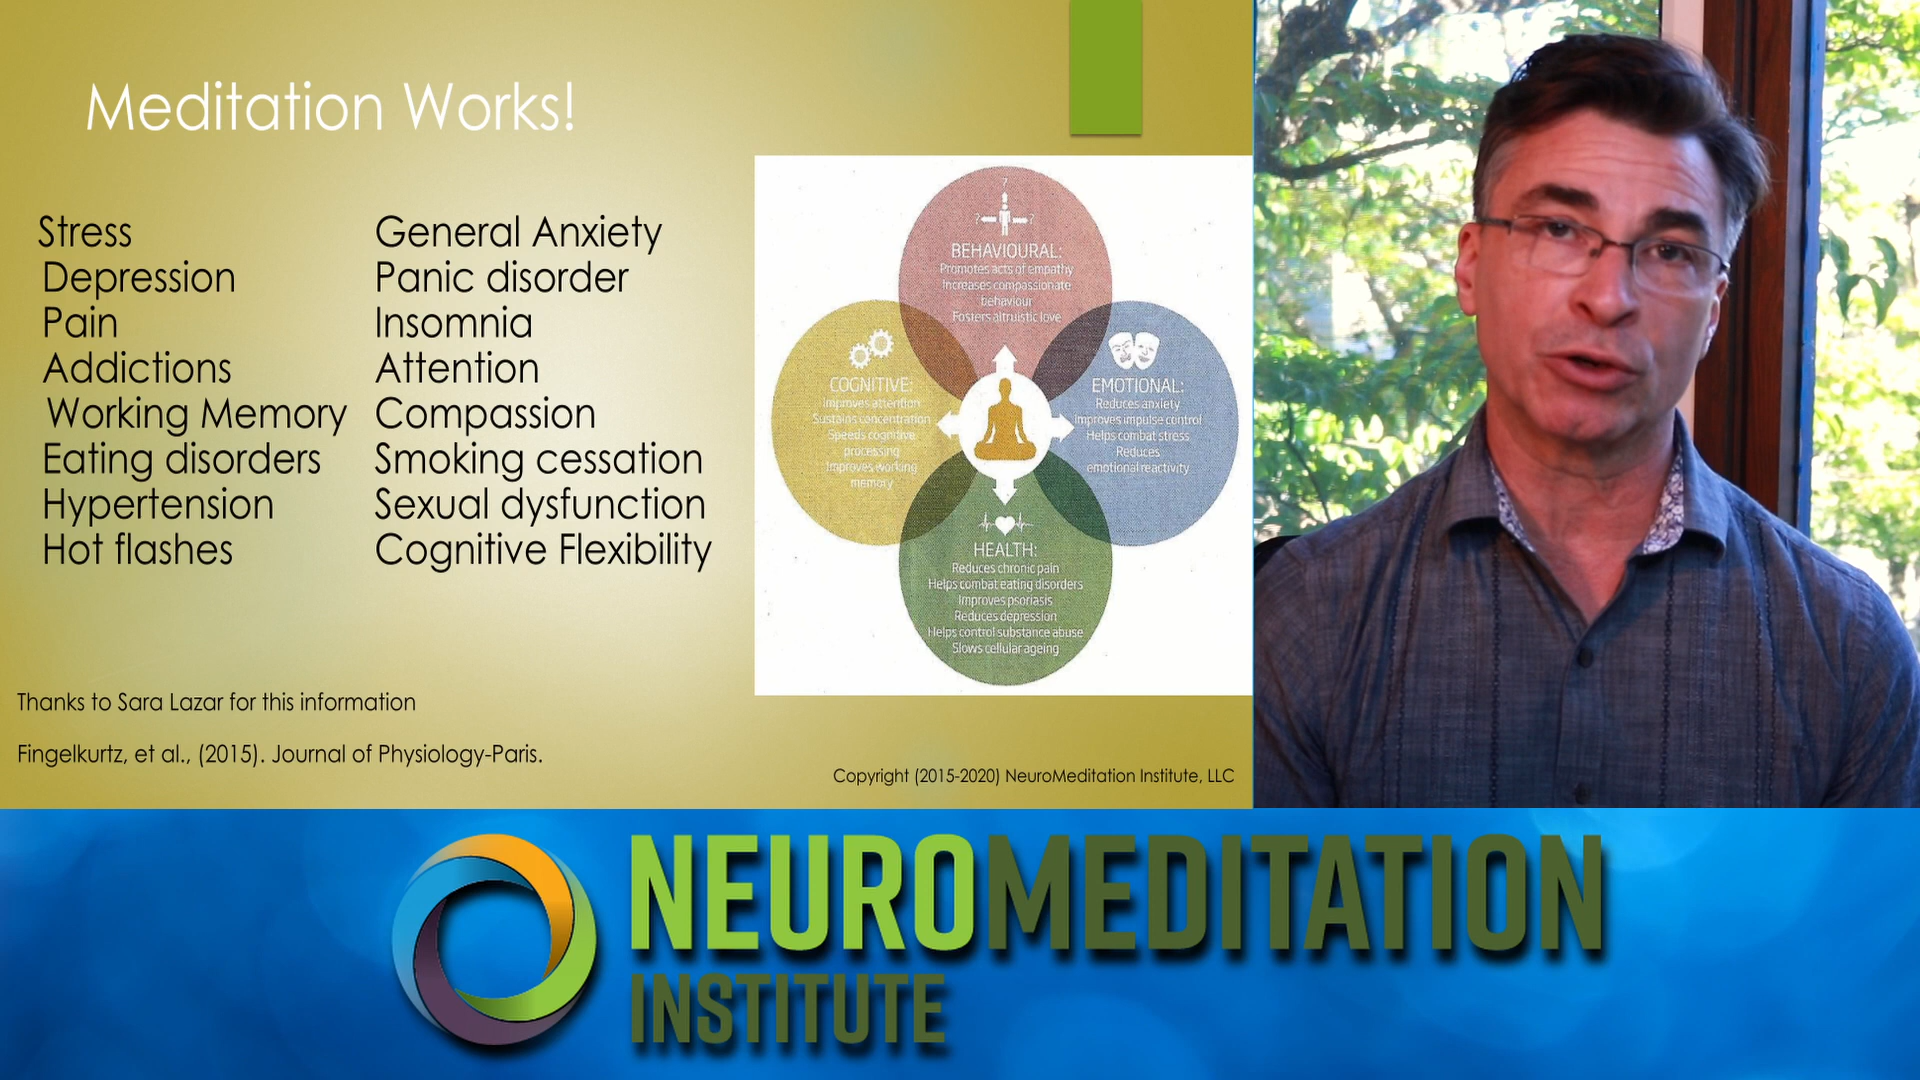 Meditation Works!
Stress
Depression
Pain
Addictions
Working Memory
Eating disorders
Hypertension
Hot flashes
General Anxiety
Panic disorder
Insomnia
Attention
Compassion
Smoking cessation
Sexual dysfunction
Cognitive Flexibility
? ?
?
BEHAVIOURAL:
Promotes acts of empathy
Increases compassionate
behaviour
Fosters altruistic love
COGNITIVE:
Improves attention
Sustains concentration
Speeds cognitive
processing
Improves working
memory
EMOTIONAL:
Reduces anxiety
Improves impulse control
Helps combat stress
Reduces
emotional reactivity
HEALTH:
Reduces chronic pain
Helps combat eating disorders
Improves psoriasis
Reduces depression
Helps control substance abuse
Slows cellular ageing
Thanks to Sara Lazar for this information
Fingelkurtz, et al., (2015). Journal of Physiology-Paris.
Copyright (2015-2020) NeuroMeditation Institute, LLC
NEUROMEDITATION
INSTITUTE